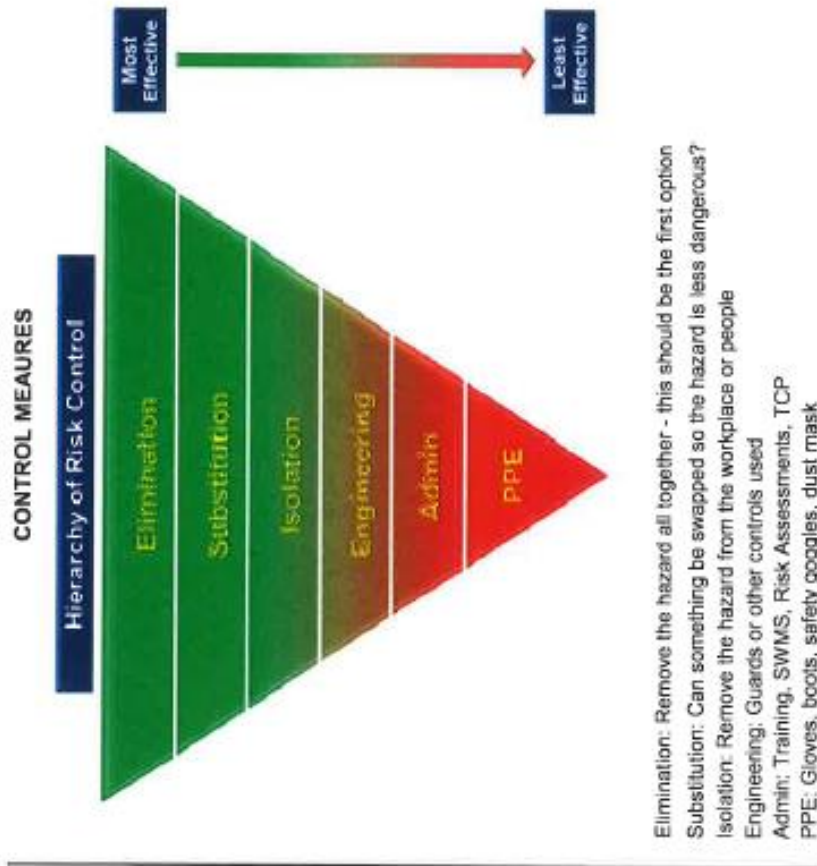 CONTROL MEAURES
Hierarchy of Risk Control
Most
Effective
Elimination
Substitution
Isolation
Engineering
Admin
PPE
Least
Effective
Elimination: Remove the hazard all together - this should be the first option
Substitution: Can something be swapped so the hazard is less dangerous?
Isolation: Remove the hazard from the workplace or people
Engineering: Guards or other controls used
Admin: Training, SWMS, Risk Assessments, TCP
PPE: Gloves, boots, safety goggles, dust mask